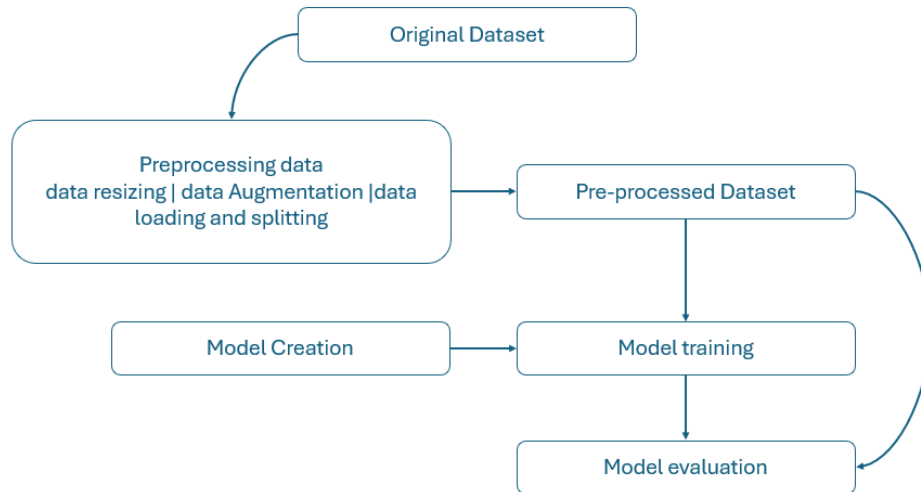 Original Dataset
Preprocessing data
data resizing | data Augmentation |data
loading and splitting
Pre-processed Dataset
Model Creation
Model training
Model evaluation